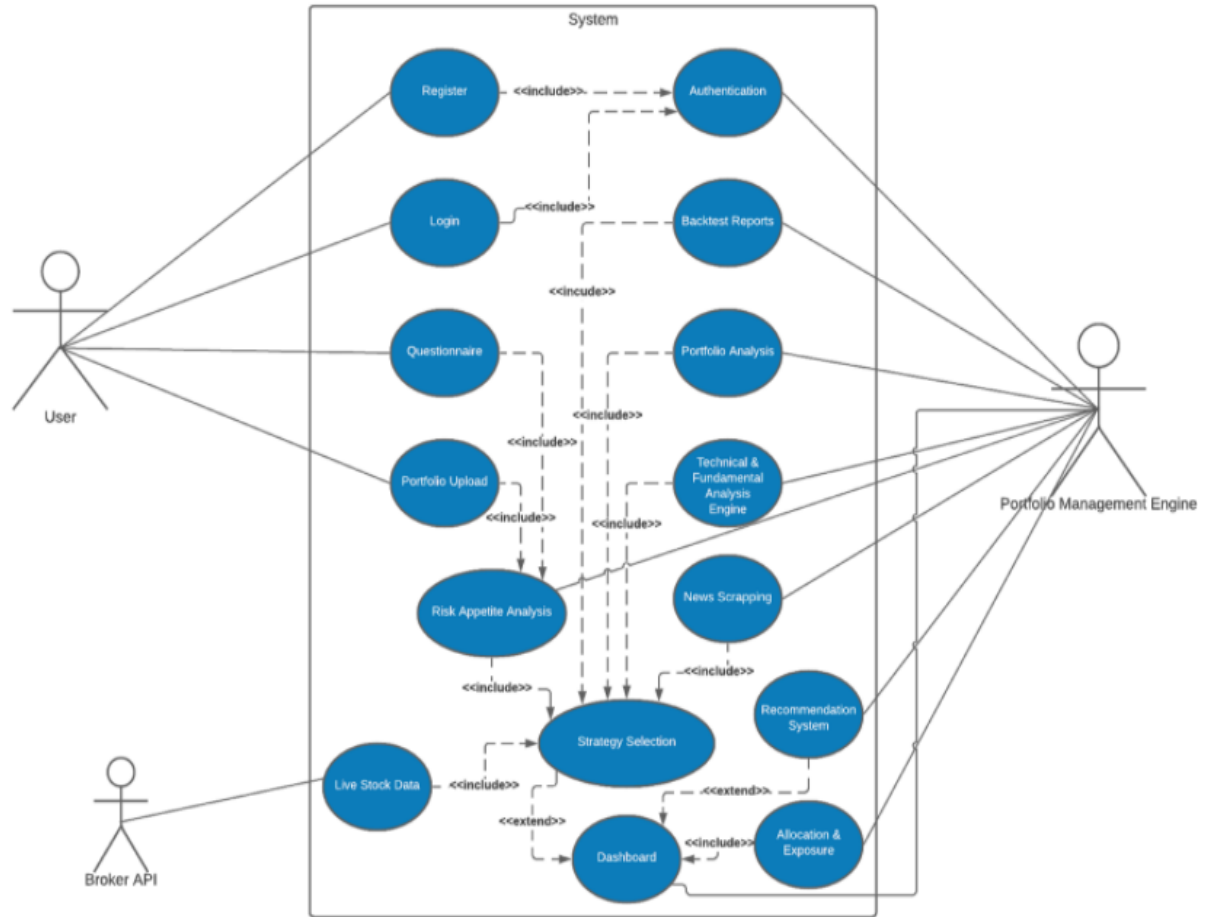 System
Register
<<include>>
Authentication
Login
<<include>>
Backtest Reports
<<incude>>
Questionnaire
Portfolio Analysis
User
<<include>>
<<include>>
Portfolio Upload
Technical &
Fundamental
Analysis
Engine
<<include>>
<<include>>
Portfolio Management Engine
Risk Appetite Analysis
News Scrapping
<<include>>
<<include>>
Recommendation
System
Strategy Selection
Live Stock Data
<<include>>
<<extend>>
<<extend>>
Allocation &
Exposure
<<include>>
Dashboard
Broker API